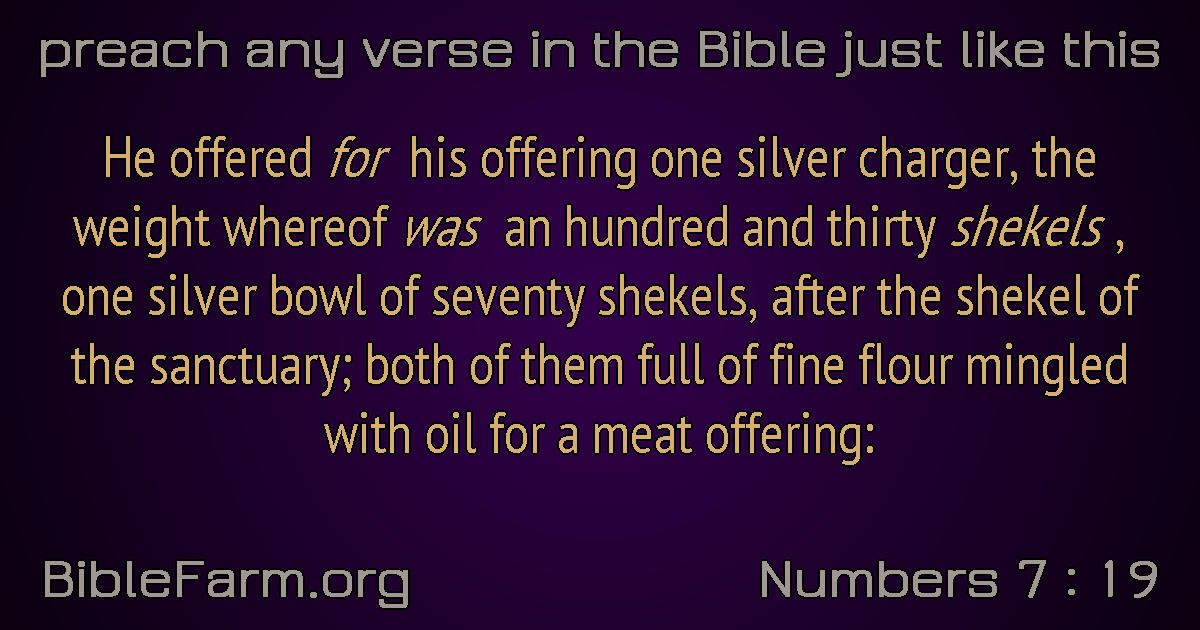 preach any verse in the Bible just like this
He offered for his offering one silver charger, the
weight whereof was an hundred and thirty shekels ,
one silver bowl of seventy shekels, after the shekel of
the sanctuary; both of them full of fine flour mingled
with oil for a meat offering:
BibleFarm.org
Numbers 7 : 19